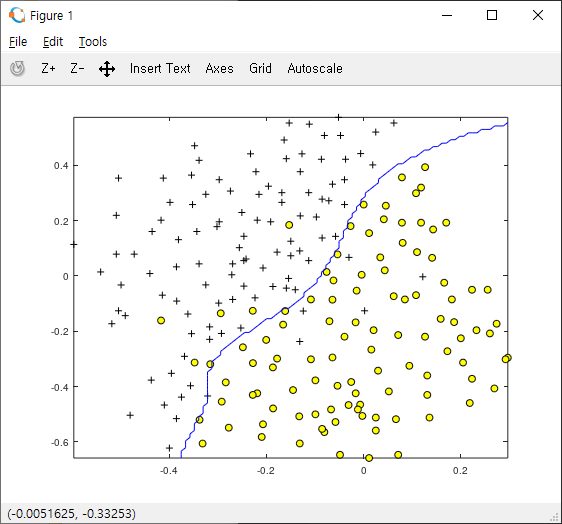 Figure 1
File Edit Tools
Z+ Z- Insert Text Axes Grid Autoscale
0.4
0.2
0
-0.2
-0.4
-0.6
-0.4 -0.2 0 0.2
(-0.0051625, -0.33253)